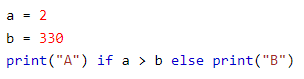 a = 2
b = 330
print("A") if a > b else print("B")